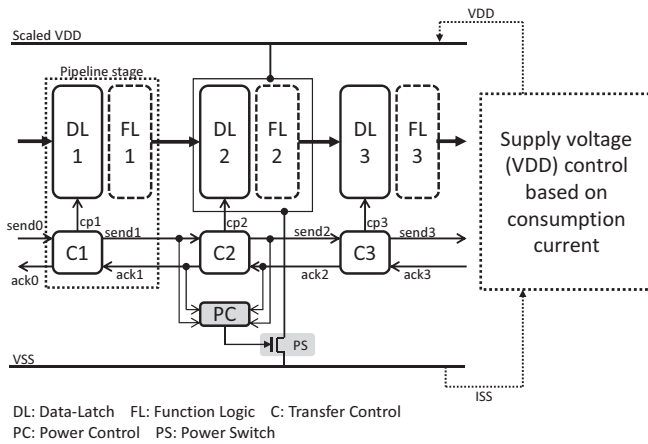 Scaled VDD
VDD
Pipeline stage
DL 1
FL 1
DL 2
FL 2
DL 3
FL 3
Supply voltage
(VDD) control
based on
consumption
current
cp1
cp2
cp3
send0
send1
send2
send3
C1
C2
C3
ack0
ack1
ack2
ack3
PC
PS
VSS
ISS
DL: Data-Latch FL: Function Logic C: Transfer Control
PC: Power Control PS: Power Switch